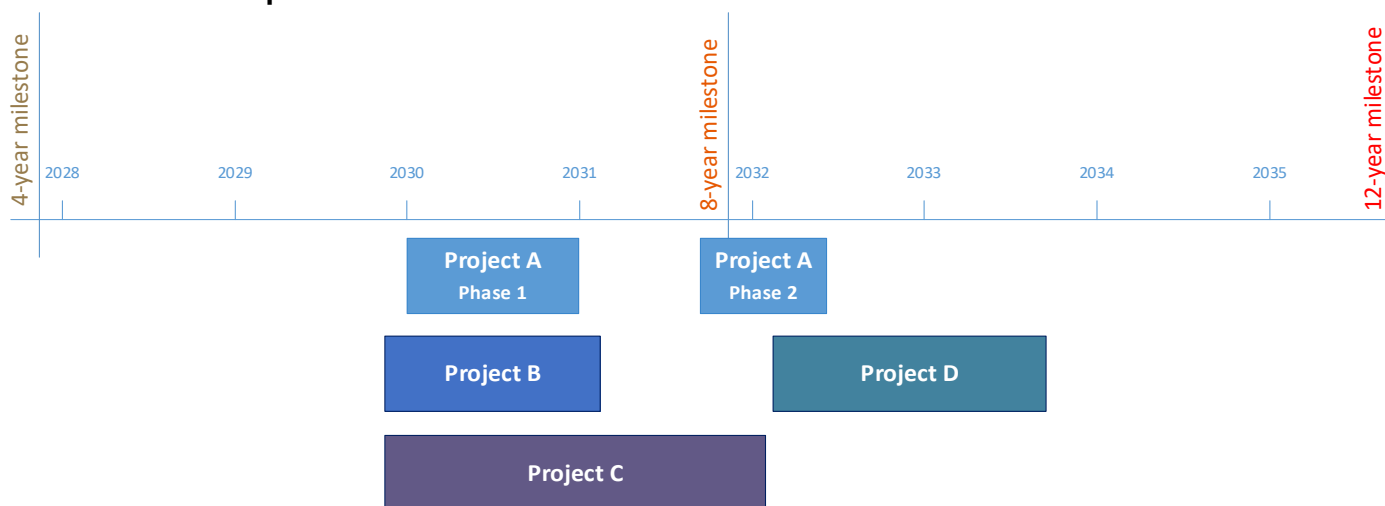 4-year milestone
8-year milestone
12-year milestone
2028 2029 2030 2031 2032 2033 2034 2035
Project A
Phase 1
Project A
Phase 2
Project B
Project D
Project C